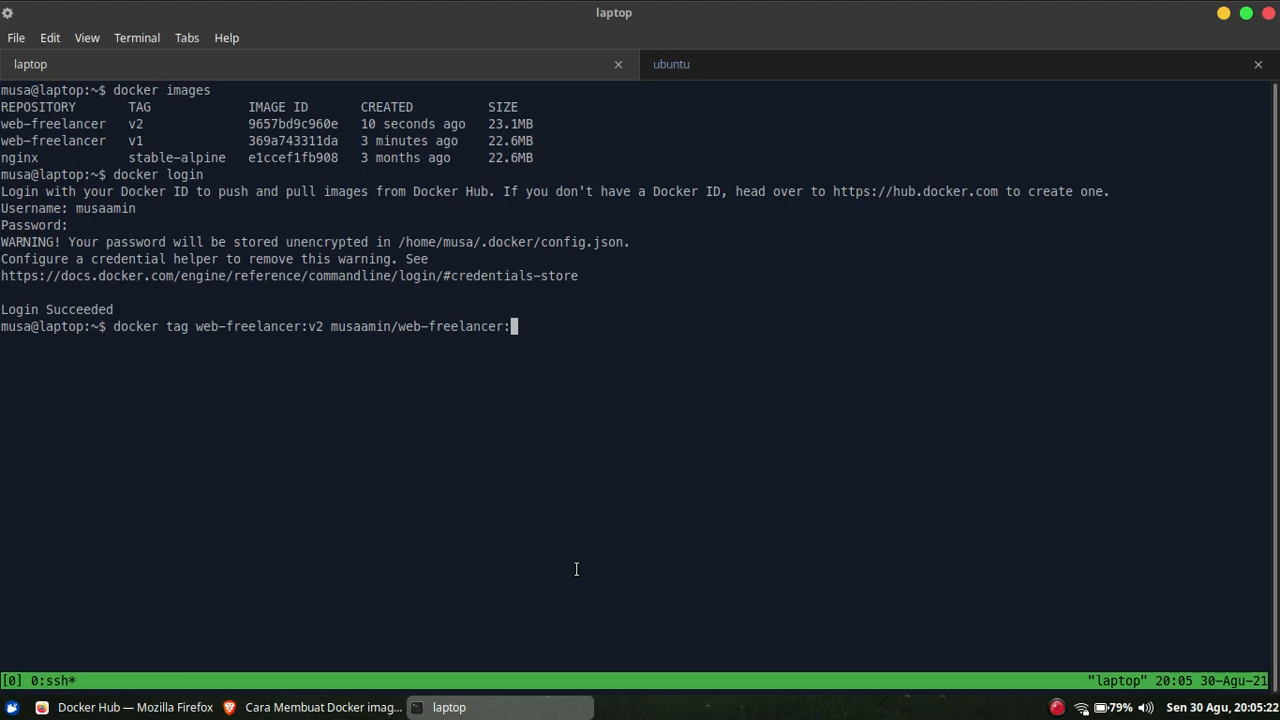 laptop
File Edit View Terminal Tabs Help
laptop ubuntu
musa@laptop:~$ docker images
REPOSITORY TAG IMAGE ID CREATED SIZE
web-freelancer v2 9657bd9c960e 10 seconds ago 23.1MB
web-freelancer v1 369a743311da 3 minutes ago 22.6MB
nginx stable-alpine e1ccef1fb908 3 months ago 22.6MB
musa@laptop:~$ docker login
Login with your Docker ID to push and pull images from Docker Hub. If you don't have a Docker ID, head over to https://hub.docker.com to create one.
Username: musaamin
Password:
WARNING! Your password will be stored unencrypted in /home/musa/.docker/config.json.
Configure a credential helper to remove this warning. See
https://docs.docker.com/engine/reference/commandline/login/#credentials-store
Login Succeeded
musa@laptop:~$ docker tag web-freelancer:v2 musaamin/web-freelancer:
[0] 0:ssh* "laptop" 20:05 30-Agu-21
Docker Hub — Mozilla Firefox Cara Membuat Docker imag... laptop 79% Sen 30 Agu, 20:05:22